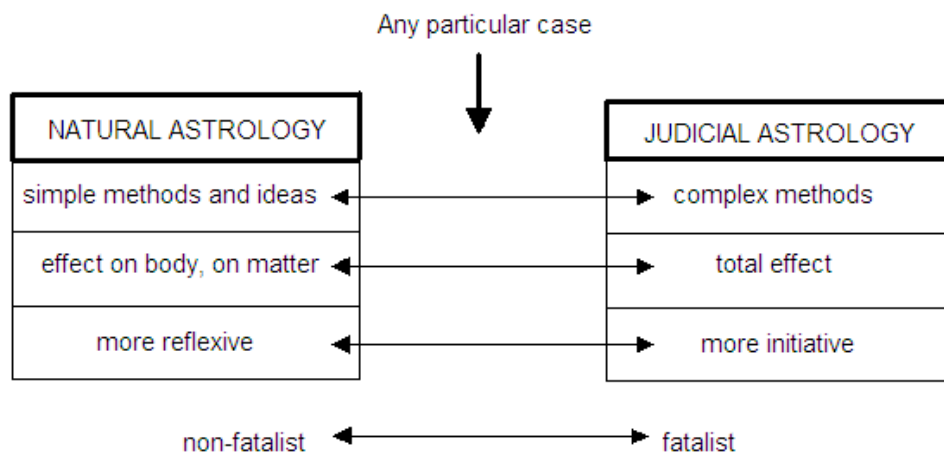 Any particular case
NATURAL ASTROLOGY
JUDICIAL ASTROLOGY
simple methods and ideas
complex methods
effect on body, on matter
total effect
more reflexive
more initiative
non-fatalist
fatalist